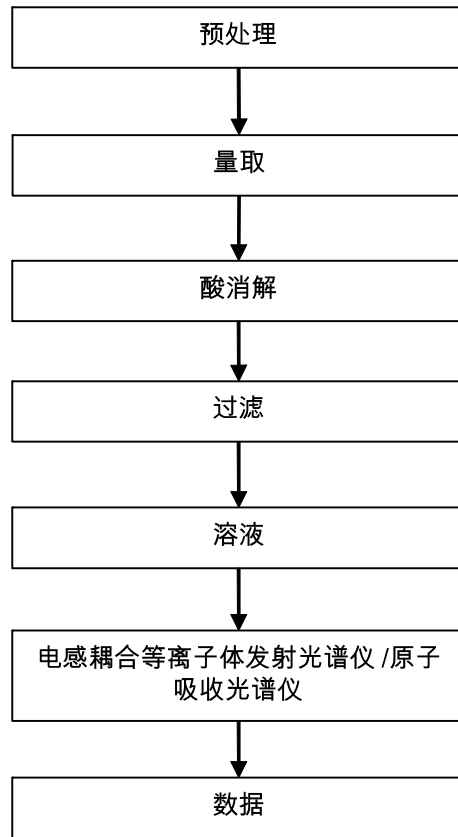 预处理
量取
酸消解
过滤
溶液
电感耦合等离子体发射光谱仪 /原子
吸收光谱仪
数据